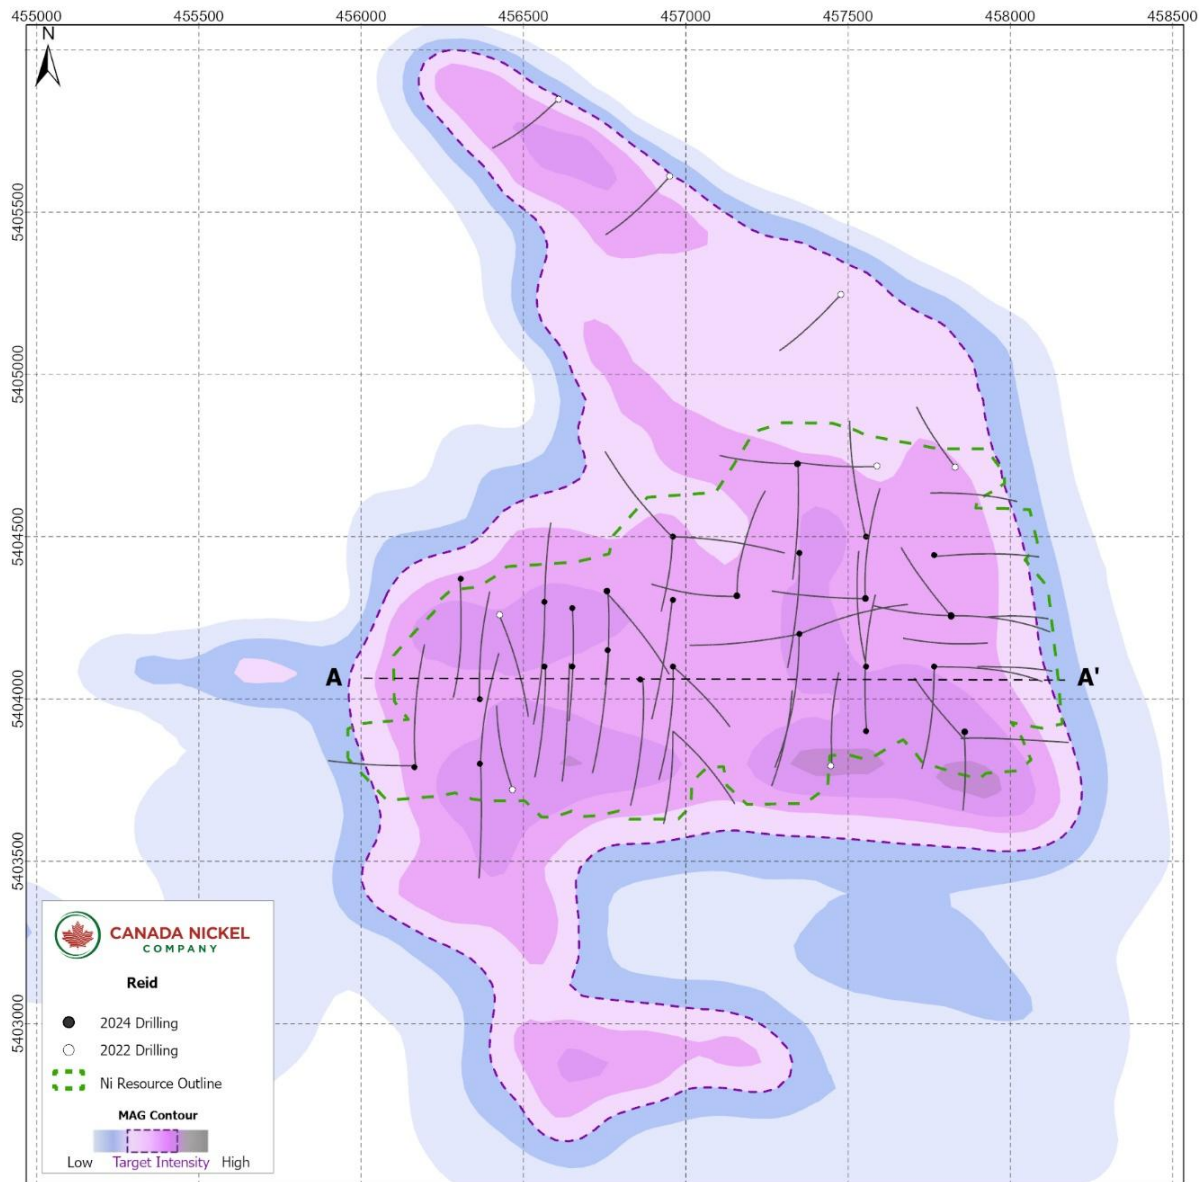 455000 455500 456000 456500 457000 457500 458000 458500
N
5405500
5405000
5404500
A A'
5404000
5403500
5403000
CANADA NICKEL
COMPANY
Reid
2024 Drilling
2022 Drilling
Ni Resource Outline
MAG Contour
Low Target Intensity High